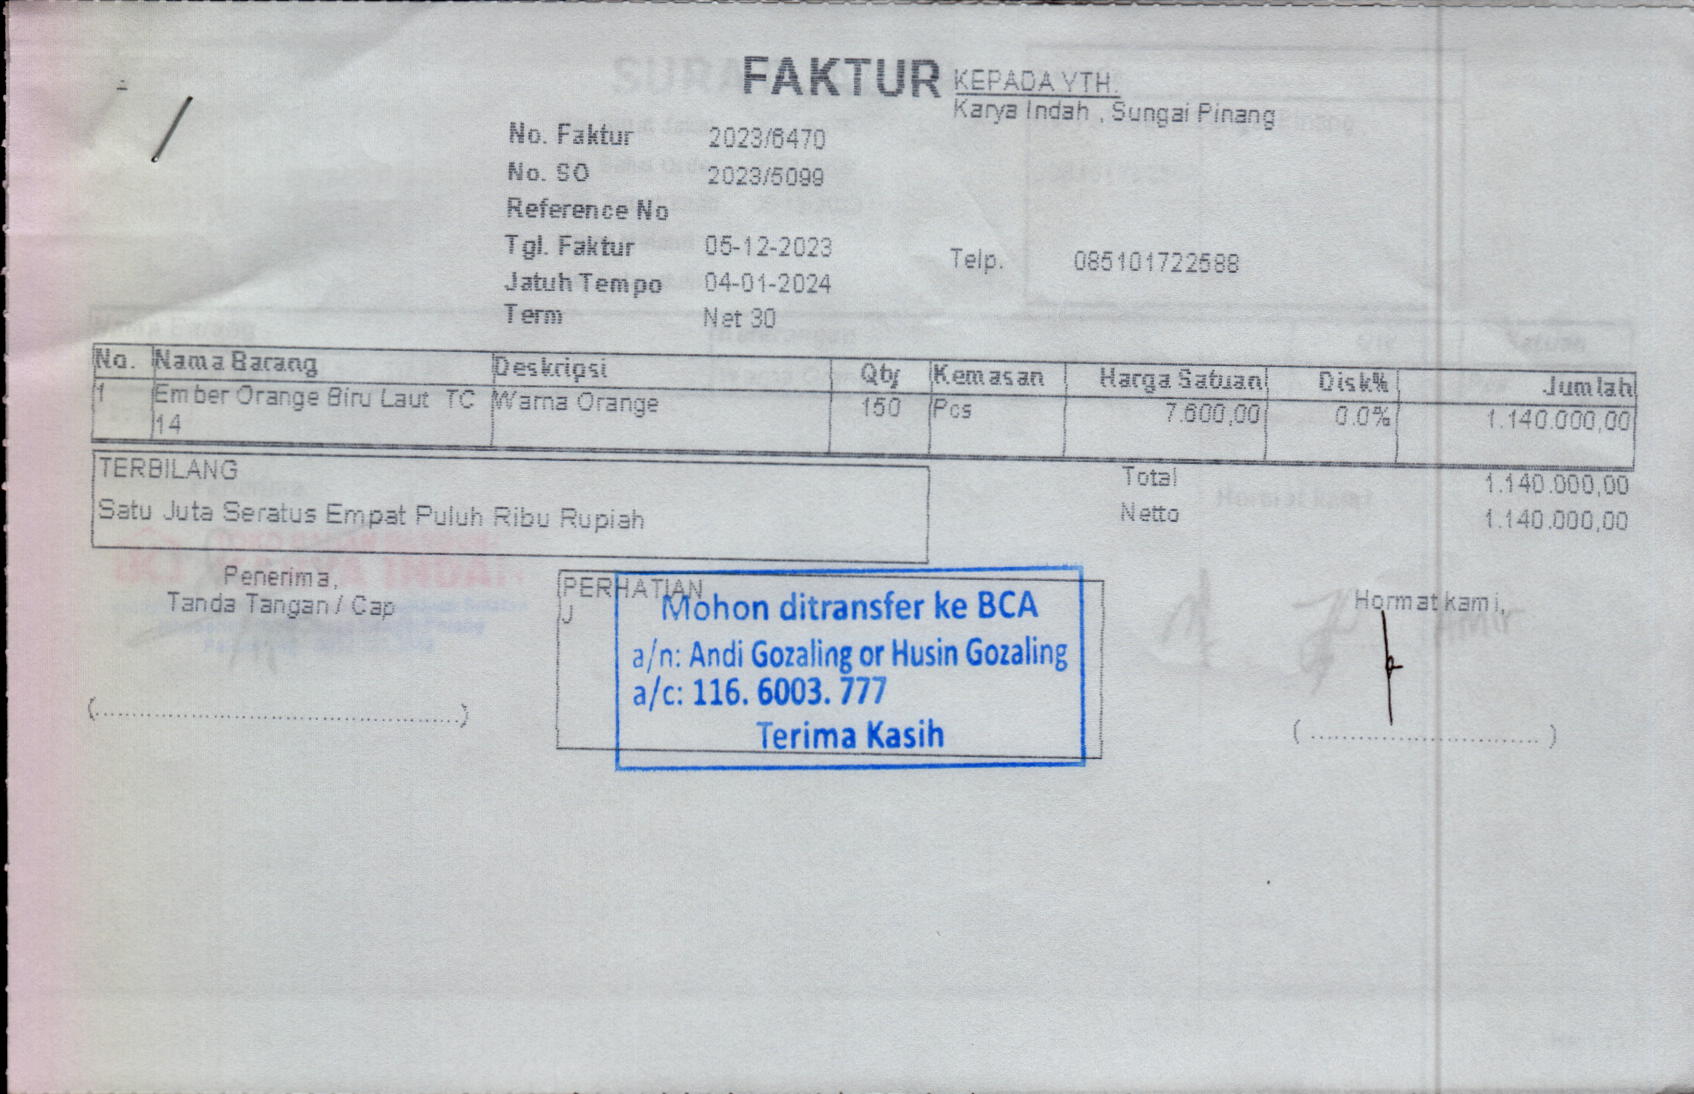 FAKTUR
KEPADA YTH.
Karya Indah , Sungai Pinang
No. Faktur 2023/6470
No. SO 2023/5099
Reference No
Tgl. Faktur 05-12-2023
Telp. 085101722588
Jatuh Tempo 04-01-2024
Term Net 30
No. Nama Barang Deskripsi Qty Kemasan Harga Satuan Disk% Jumlah
1 Ember Orange Biru Laut TC Warna Orange 150 Pcs 7.600,00 0.0% 1.140.000,00
14
TERBILANG
Satu Juta Seratus Empat Puluh Ribu Rupiah
Total 1.140.000,00
Netto 1.140.000,00
Penerima,
Tanda Tangan / Cap
(............................................)
PERHATIAN
J
Mohon ditransfer ke BCA
a/n: Andi Gozaling or Husin Gozaling
a/c: 116. 6003. 777
Terima Kasih
Hormat kami,
(............................)